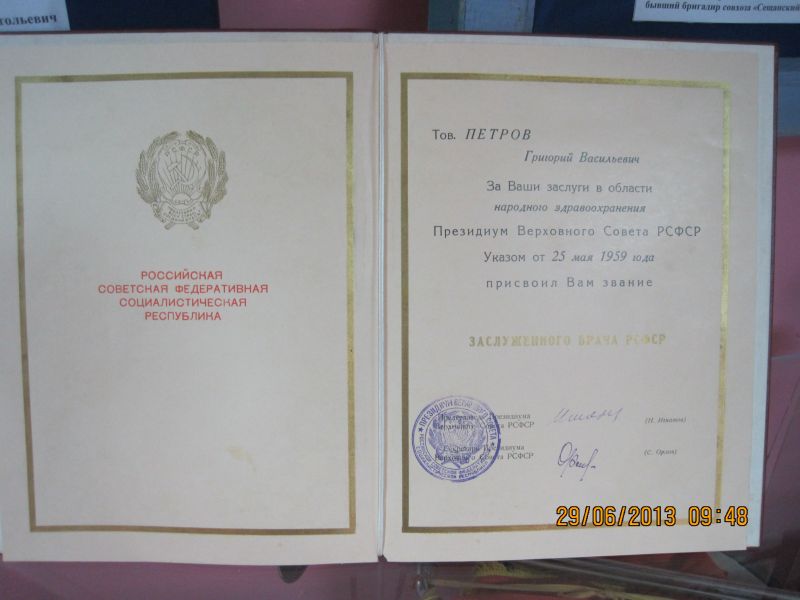 гольевич
бывший бригадир совхоза «Сещанский
РСФСР
РОССИЙСКАЯ
СОВЕТСКАЯ ФЕДЕРАТИВНАЯ
СОЦИАЛИСТИЧЕСКАЯ
РЕСПУБЛИКА
Тов. ПЕТРОВ
Григорий Васильевич
За Ваши заслуги в области
народного здравоохранения
Президиум Верховного Совета РСФСР
Указом от 25 мая 1959 года
присвоил Вам звание
ЗАСЛУЖЕННОГО ВРАЧА РСФСР
Председатель Президиума
Верховного Совета РСФСР
(Н. Игнатов)
Секретарь Президиума
Верховного Совета РСФСР
(С. Орлов)
29/06/2013 09:48